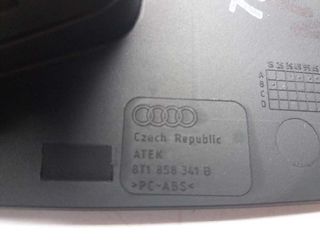 Czech Republic
ATEK
8T1 858 341 B
>PC-ABS<
A
B
C
D